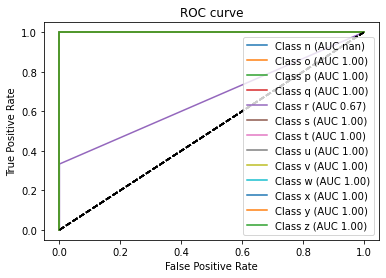 ROC curve
True Positive Rate
1.0
0.8
0.6
0.4
0.2
0.0
Class n (AUC nan)
Class o (AUC 1.00)
Class p (AUC 1.00)
Class q (AUC 1.00)
Class r (AUC 0.67)
Class s (AUC 1.00)
Class t (AUC 1.00)
Class u (AUC 1.00)
Class v (AUC 1.00)
Class w (AUC 1.00)
Class x (AUC 1.00)
Class y (AUC 1.00)
Class z (AUC 1.00)
0.0 0.2 0.4 0.6 0.8 1.0
False Positive Rate